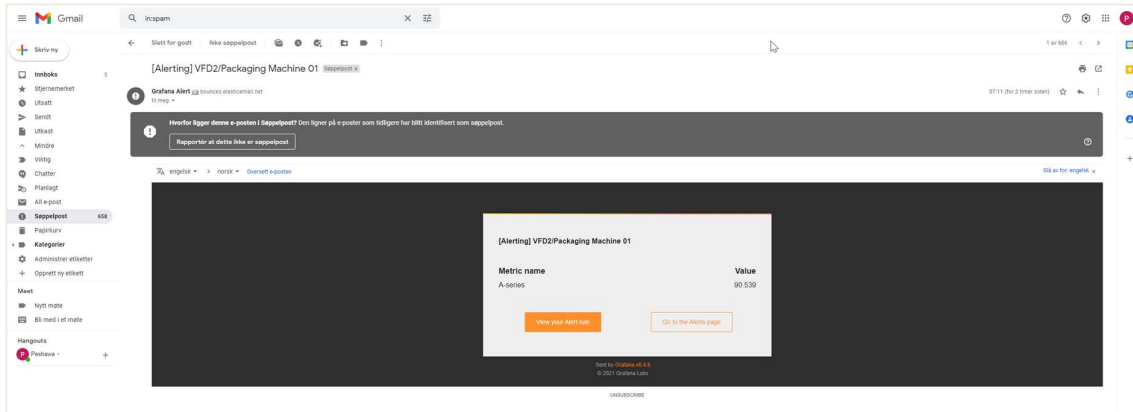 Gmail
in:spam
P
Skriv ny
Slett for godt
Ikke søppelpost
1 av 686
[Alerting] VFD2/Packaging Machine 01 Søppelpost x
Innboks 5
Stjernemerket
Utsatt
Sendt
Utkast
Mindre
Viktig
Chatter
Planlagt
All e-post
Søppelpost 658
Papirkurv
Kategorier
Administrer etiketter
Opprett ny etikett
Meet
Nytt møte
Bli med i et møte
Hangouts
P Peshawa
Grafana Alert via bounces.elasticemail.net
07:11 (for 2 timer siden)
til meg
Hvorfor ligger denne e-posten i Søppelpost? Den ligner på e-poster som tidligere har blitt identifisert som søppelpost.
Rapportér at dette ikke er søppelpost
engelsk > norsk Oversett e-posten
Slå av for: engelsk x
[Alerting] VFD2/Packaging Machine 01
Metric name Value
A-series 90.539
View your Alert rule
Go to the Alerts page
Sent by Grafana v8.4.6
© 2021 Grafana Labs
UNSUBSCRIBE